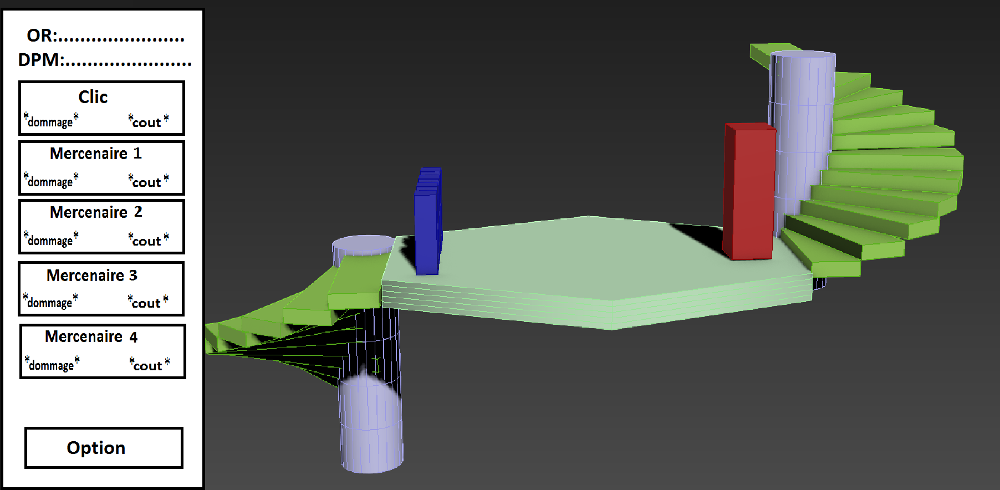 OR:.......................
DPM:.......................
Clic
*dommage* *cout*
Mercenaire 1
*dommage* *cout*
Mercenaire 2
*dommage* *cout*
Mercenaire 3
*dommage* *cout*
Mercenaire 4
*dommage* *cout*
Option